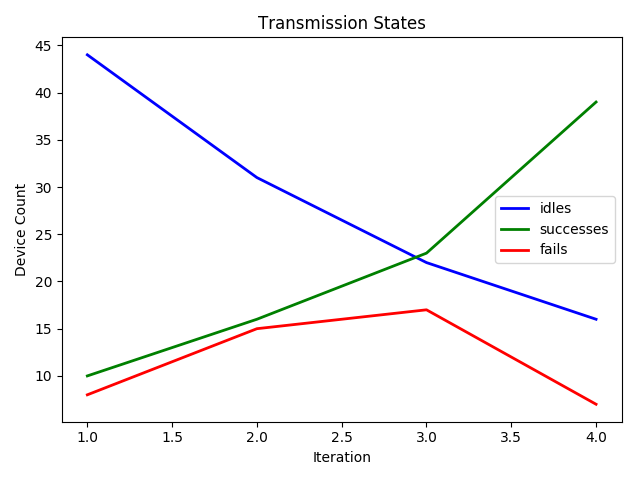 Transmission States
Device Count
45
40
35
30
25
20
15
10
idles
successes
fails
1.0 1.5 2.0 2.5 3.0 3.5 4.0
Iteration